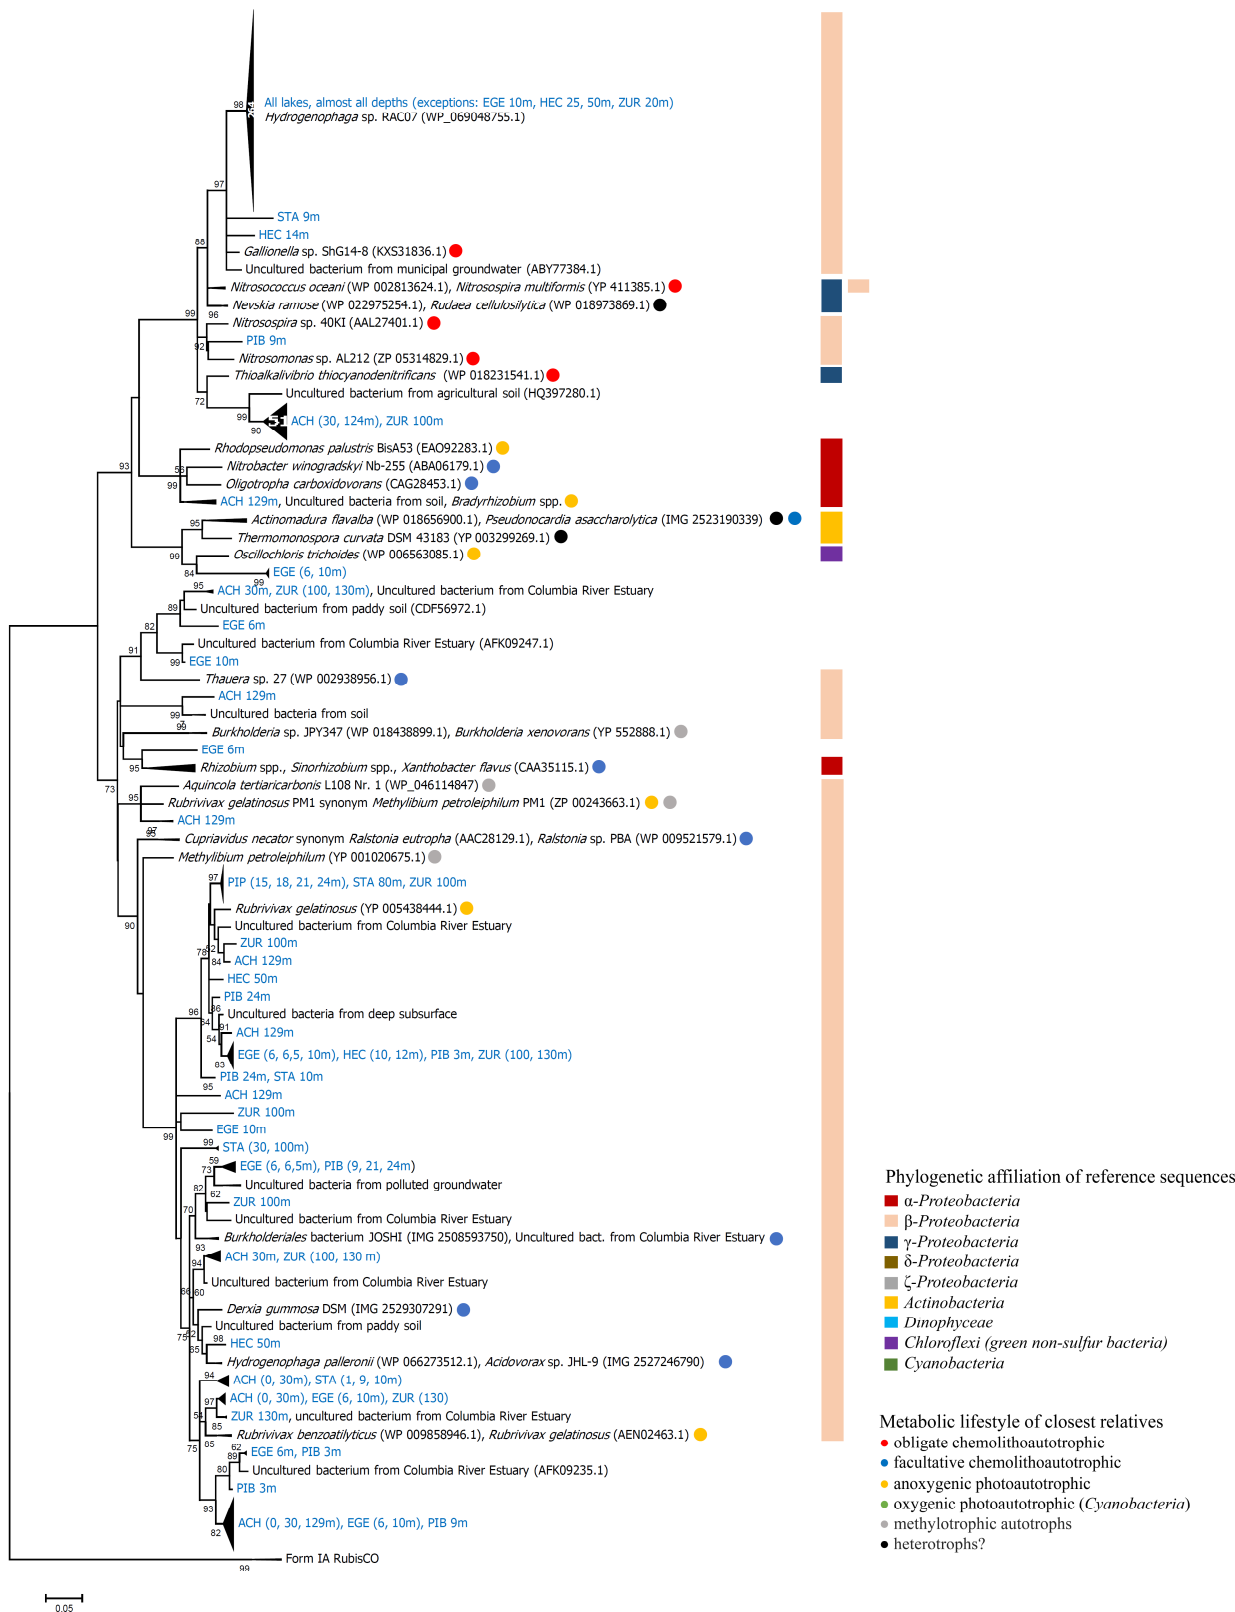 All lakes, almost all depths (exceptions: EGE 10m, HEC 25, 50m, ZUR 20m)
98
Hydrogenophaga sp. RAC07 (WP_069048755.1)
97
STA 9m
HEC 14m
88
Gallionella sp. ShG14-8 (KXS31836.1)
Uncultured bacterium from municipal groundwater (ABY77384.1)
Nitrosococcus oceani (WP 002813624.1), Nitrosospira multiformis (YP 411385.1)
Nevskia ramose (WP 022975254.1), Rudaea cellulosilytica (WP 018973869.1)
99
96
Nitrosospira sp. 40KI (AAL27401.1)
PIB 9m
92
Nitrosomonas sp. AL212 (ZP 05314829.1)
Thioalkalivibrio thiocyanodenitrificans (WP 018231541.1)
Uncultured bacterium from agricultural soil (HQ397280.1)
72
99
51
ACH (30, 124m), ZUR 100m
90
Rhodopseudomonas palustris BisA53 (EAO92283.1)
93
Nitrobacter winogradskyi Nb-255 (ABA06179.1)
99
Oligotropha carboxidovorans (CAG28453.1)
ACH 129m, Uncultured bacteria from soil, Bradyrhizobium spp.
95
Actinomadura flavalba (WP 018656900.1), Pseudonocardia asaccharolytica (IMG 2523190339)
Thermomonospora curvata DSM 43183 (YP 003299269.1)
99
Oscillochloris trichoides (WP 006563085.1)
84
EGE (6, 10m)
99
95
ACH 30m, ZUR (100, 130m), Uncultured bacterium from Columbia River Estuary
89
Uncultured bacterium from paddy soil (CDF56972.1)
EGE 6m
82
Uncultured bacterium from Columbia River Estuary (AFK09247.1)
91
99
EGE 10m
Thauera sp. 27 (WP 002938956.1)
ACH 129m
99
Uncultured bacteria from soil
99
Burkholderia sp. JPY347 (WP 018438899.1), Burkholderia xenovorans (YP 552888.1)
EGE 6m
95
Rhizobium spp., Sinorhizobium spp., Xanthobacter flavus (CAA35115.1)
73
Aquincola tertiaricarbonis L108 Nr. 1 (WP_046114847)
95
Rubrivivax gelatinosus PM1 synonym Methylibium petroleiphilum PM1 (ZP 00243663.1)
ACH 129m
97
95
Cupriavidus necator synonym Ralstonia eutropha (AAC28129.1), Ralstonia sp. PBA (WP 009521579.1)
Methylibium petroleiphilum (YP 001020675.1)
97
PIP (15, 18, 21, 24m), STA 80m, ZUR 100m
Rubrivivax gelatinosus (YP 005438444.1)
90
Uncultured bacterium from Columbia River Estuary
ZUR 100m
78
84
ACH 129m
HEC 50m
PIB 24m
96
Uncultured bacteria from deep subsurface
91
ACH 129m
54
EGE (6, 6,5, 10m), HEC (10, 12m), PIB 3m, ZUR (100, 130m)
83
PIB 24m, STA 10m
95
ACH 129m
ZUR 100m
EGE 10m
99
99
STA (30, 100m)
59
EGE (6, 6,5m), PIB (9, 21, 24m)
73
Uncultured bacteria from polluted groundwater
82
62
ZUR 100m
70
Uncultured bacterium from Columbia River Estuary
Burkholderiales bacterium JOSHI (IMG 2508593750), Uncultured bact. from Columbia River Estuary
93
ACH 30m, ZUR (100, 130 m)
94
Uncultured bacterium from Columbia River Estuary
66
60
Derxia gummosa DSM (IMG 2529307291)
Uncultured bacterium from paddy soil
75
98
HEC 50m
65
Hydrogenophaga palleronii (WP 066273512.1), Acidovorax sp. JHL-9 (IMG 2527246790)
94
ACH (0, 30m), STA (1, 9, 10m)
97
ACH (0, 30m), EGE (6, 10m), ZUR (130)
54
ZUR 130m, uncultured bacterium from Columbia River Estuary
85
Rubrivivax benzoatilyticus (WP 009858946.1), Rubrivivax gelatinosus (AEN02463.1)
75
85
62
EGE 6m, PIB 3m
89
Uncultured bacterium from Columbia River Estuary (AFK09235.1)
80
PIB 3m
93
ACH (0, 30, 129m), EGE (6, 10m), PIB 9m
82
Form IA RubisCO
99
0.05
Phylogenetic affiliation of reference sequences
α-Proteobacteria
β-Proteobacteria
γ-Proteobacteria
δ-Proteobacteria
ζ-Proteobacteria
Actinobacteria
Dinophyceae
Chloroflexi (green non-sulfur bacteria)
Cyanobacteria
Metabolic lifestyle of closest relatives
obligate chemolithoautotrophic
facultative chemolithoautotrophic
anoxygenic photoautotrophic
oxygenic photoautotrophic (Cyanobacteria)
methylotrophic autotrophs
heterotrophs?